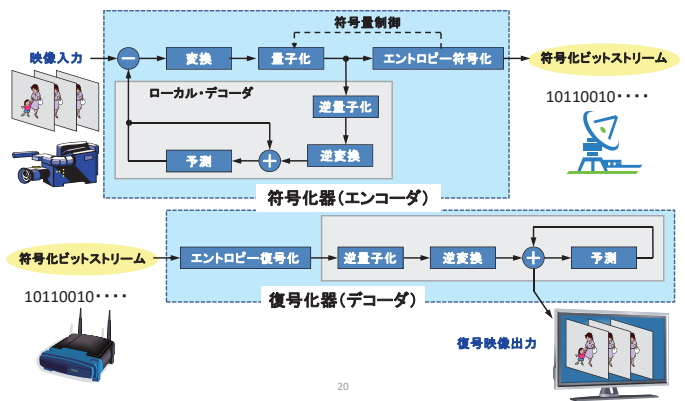 符号量制御
映像入力
－
変換
量子化
エントロピー符号化
符号化ビットストリーム
10110010････
ローカル・デコーダ
逆量子化
予測
＋
逆変換
符号化器（エンコーダ）
符号化ビットストリーム
10110010････
エントロピー復号化
逆量子化
逆変換
＋
予測
復号化器（デコーダ）
復号映像出力
20